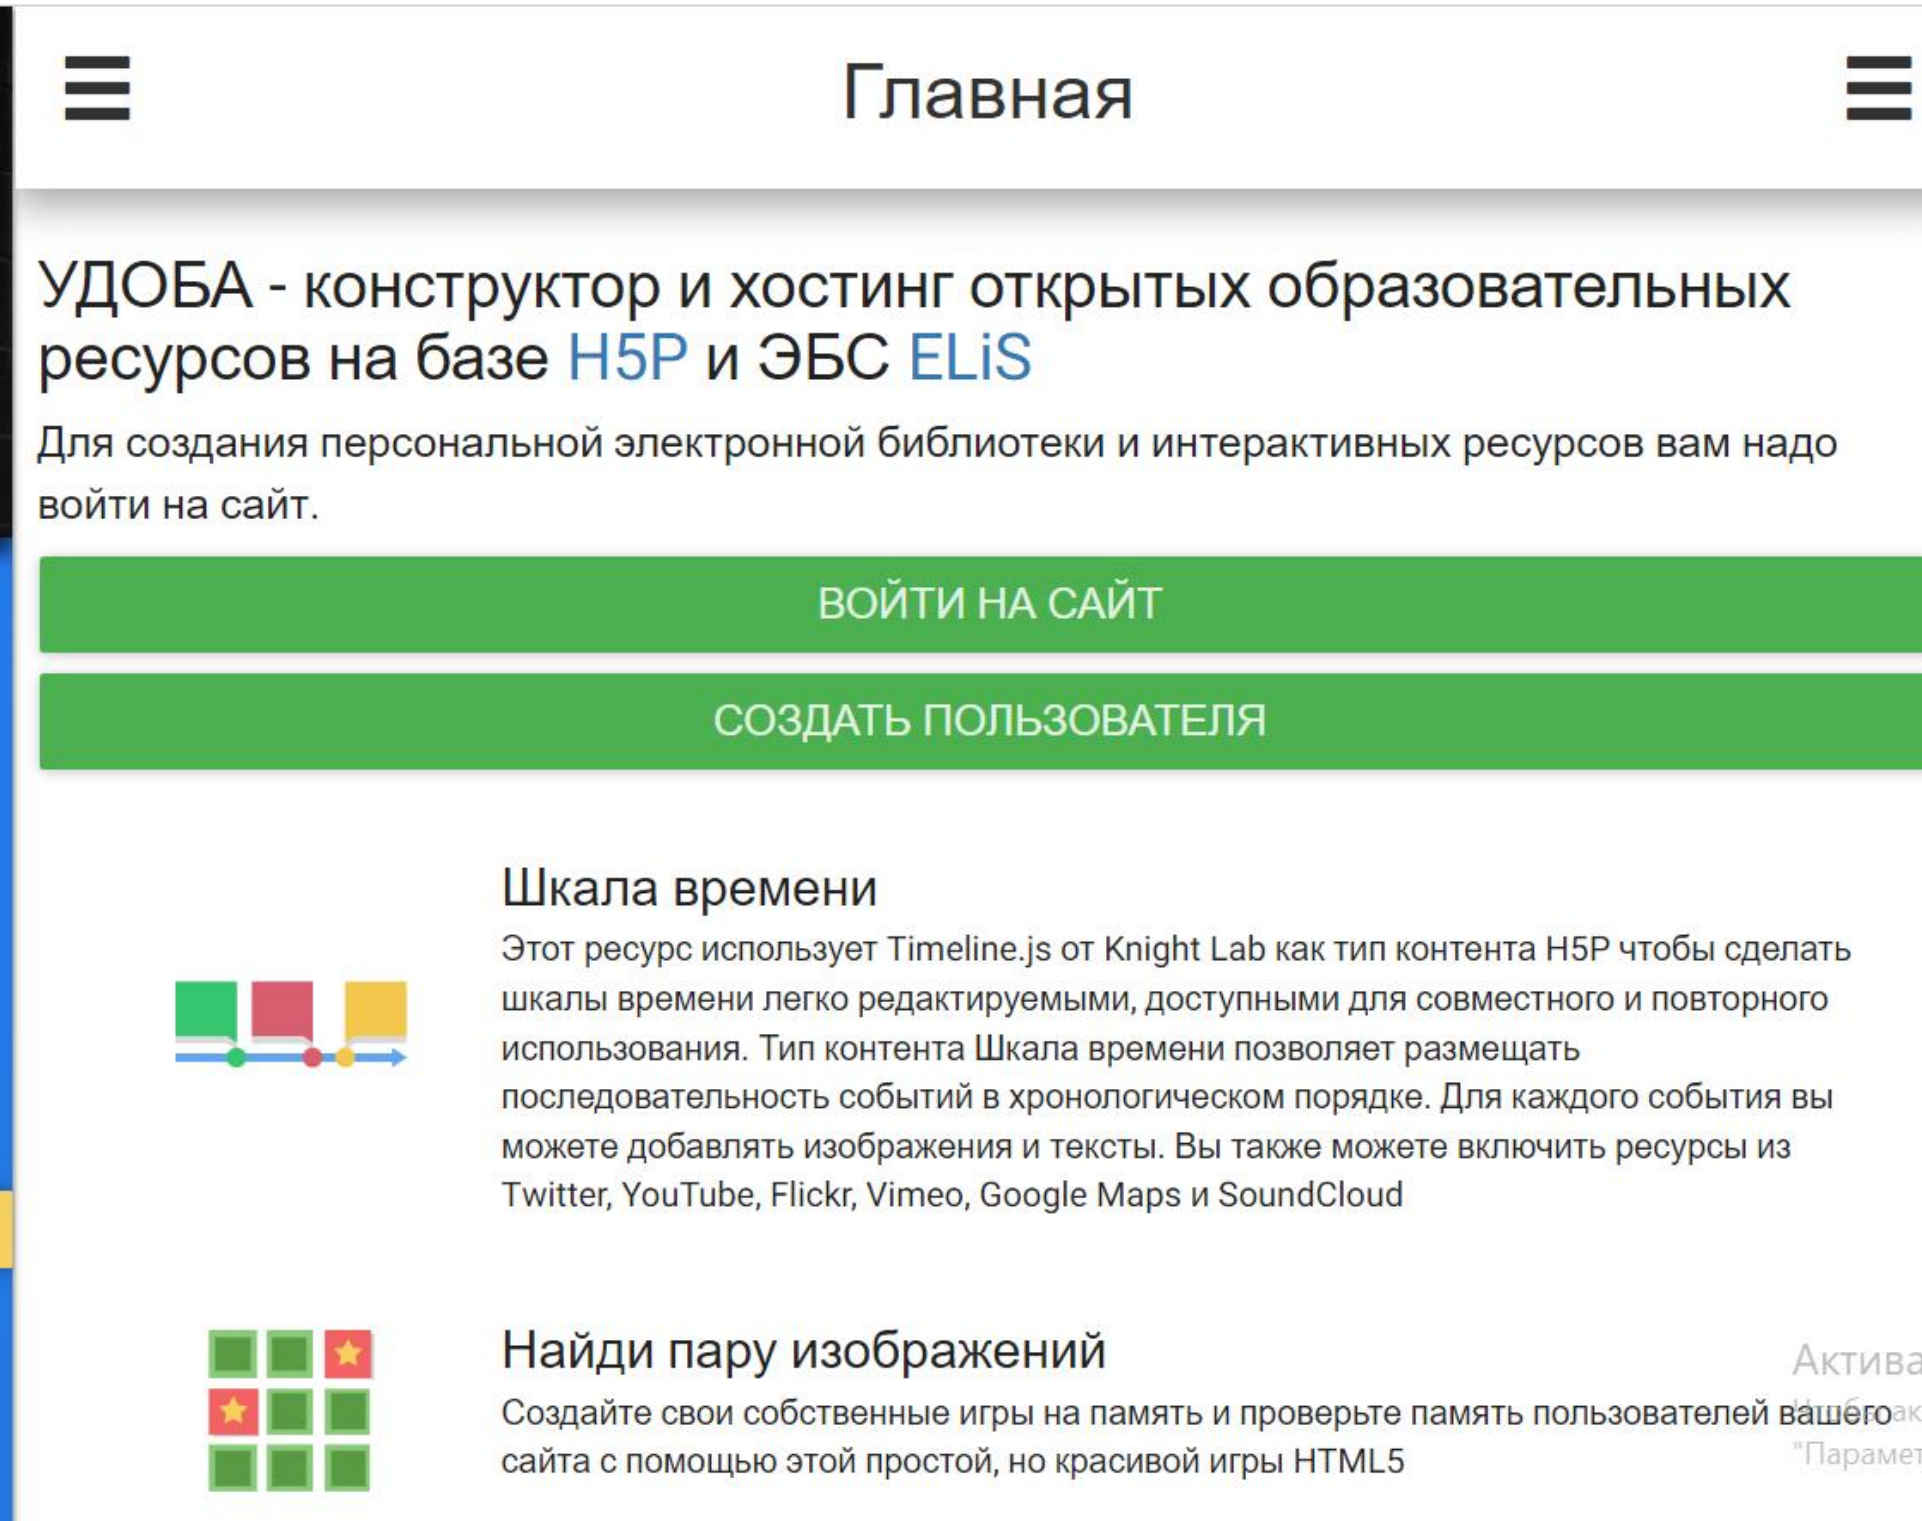 Главная
УДОБА - конструктор и хостинг открытых образовательных
ресурсов на базе H5P и ЭБС ELiS
Для создания персональной электронной библиотеки и интерактивных ресурсов вам надо
войти на сайт.
ВОЙТИ НА САЙТ
СОЗДАТЬ ПОЛЬЗОВАТЕЛЯ
Шкала времени
Этот ресурс использует Timeline.js от Knight Lab как тип контента H5P чтобы сделать
шкалы времени легко редактируемыми, доступными для совместного и повторного
использования. Тип контента Шкала времени позволяет размещать
последовательность событий в хронологическом порядке. Для каждого события вы
можете добавлять изображения и тексты. Вы также можете включить ресурсы из
Twitter, YouTube, Flickr, Vimeo, Google Maps и SoundCloud
Найди пару изображений
Актива
Создайте свои собственные игры на память и проверьте память пользователей вашего
сайта с помощью этой простой, но красивой игры HTML5
"Парамет